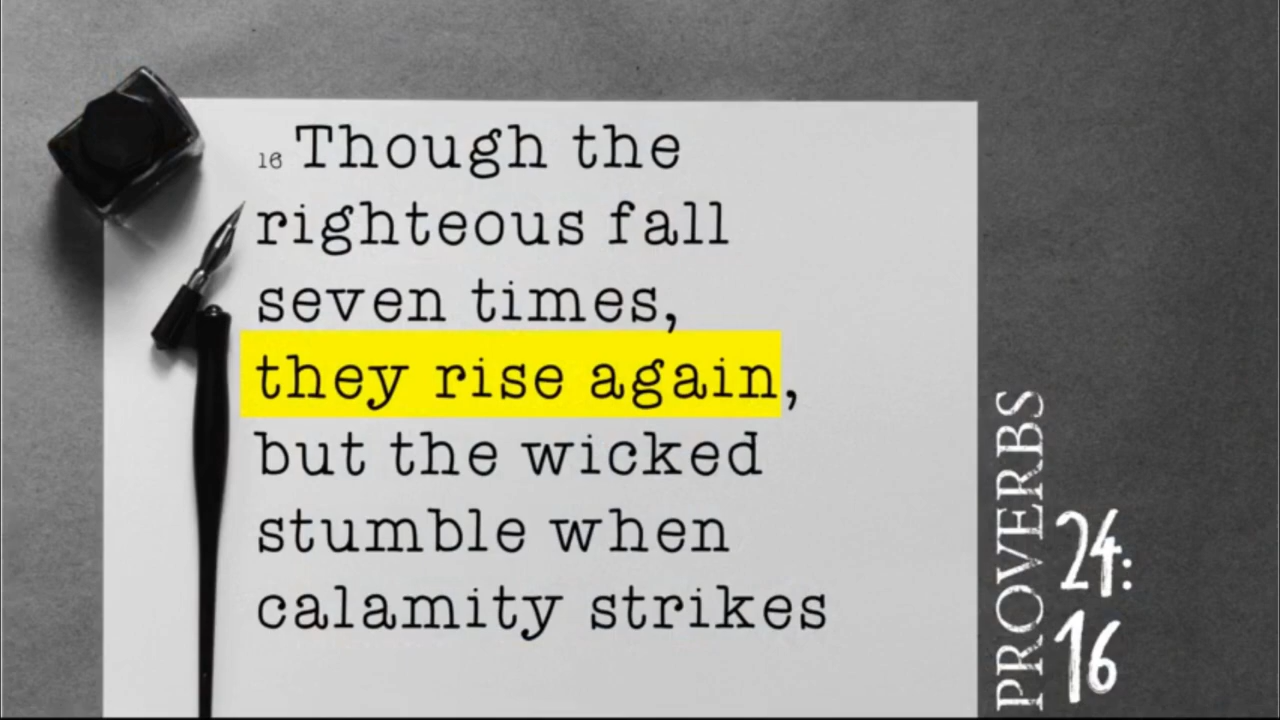 16 Though the
righteous fall
seven times,
they rise again,
but the wicked
stumble when
calamity strikes
PROVERBS
24:
16